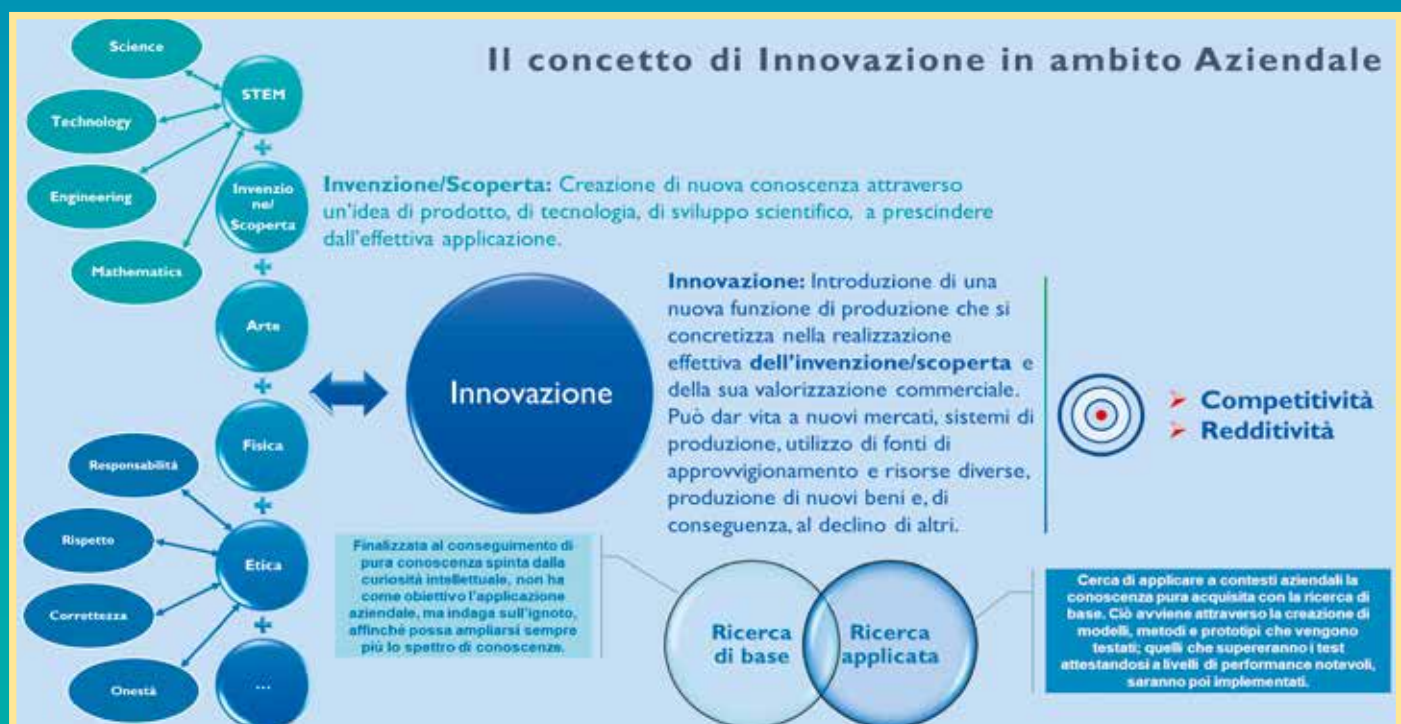 Il concetto di Innovazione in ambito Aziendale
Science
STEM
Technology
+
Engineering
Invenzio
ne/
Scoperta
+
Mathematics
Arte
+
Fisica
+
Responsabilità
Rispetto
Etica
Correttezza
+
Onestà
...
Invenzione/Scoperta: Creazione di nuova conoscenza attraverso
un'idea di prodotto, di tecnologia, di sviluppo scientifico, a prescindere
dall'effettiva applicazione.
Innovazione
Innovazione: Introduzione di una
nuova funzione di produzione che si
concretizza nella realizzazione
effettiva dell'invenzione/scoperta e
della sua valorizzazione commerciale.
Può dar vita a nuovi mercati, sistemi di
produzione, utilizzo di fonti di
approvvigionamento e risorse diverse,
produzione di nuovi beni e, di
conseguenza, al declino di altri.
Competitività
Redditività
Finalizzata al conseguimento di
pura conoscenza spinta dalla
curiosità intellettuale, non ha
come obiettivo l'applicazione
aziendale, ma indaga sull'ignoto,
affinché possa ampliarsi sempre
più lo spettro di conoscenze.
Ricerca
di base
Ricerca
applicata
Cerca di applicare a contesti aziendali la
conoscenza pura acquisita con la ricerca di
base. Ciò avviene attraverso la creazione di
modelli, metodi e prototipi che vengono
testati; quelli che supereranno i test
attestandosi a livelli di performance notevoli,
saranno poi implementati.